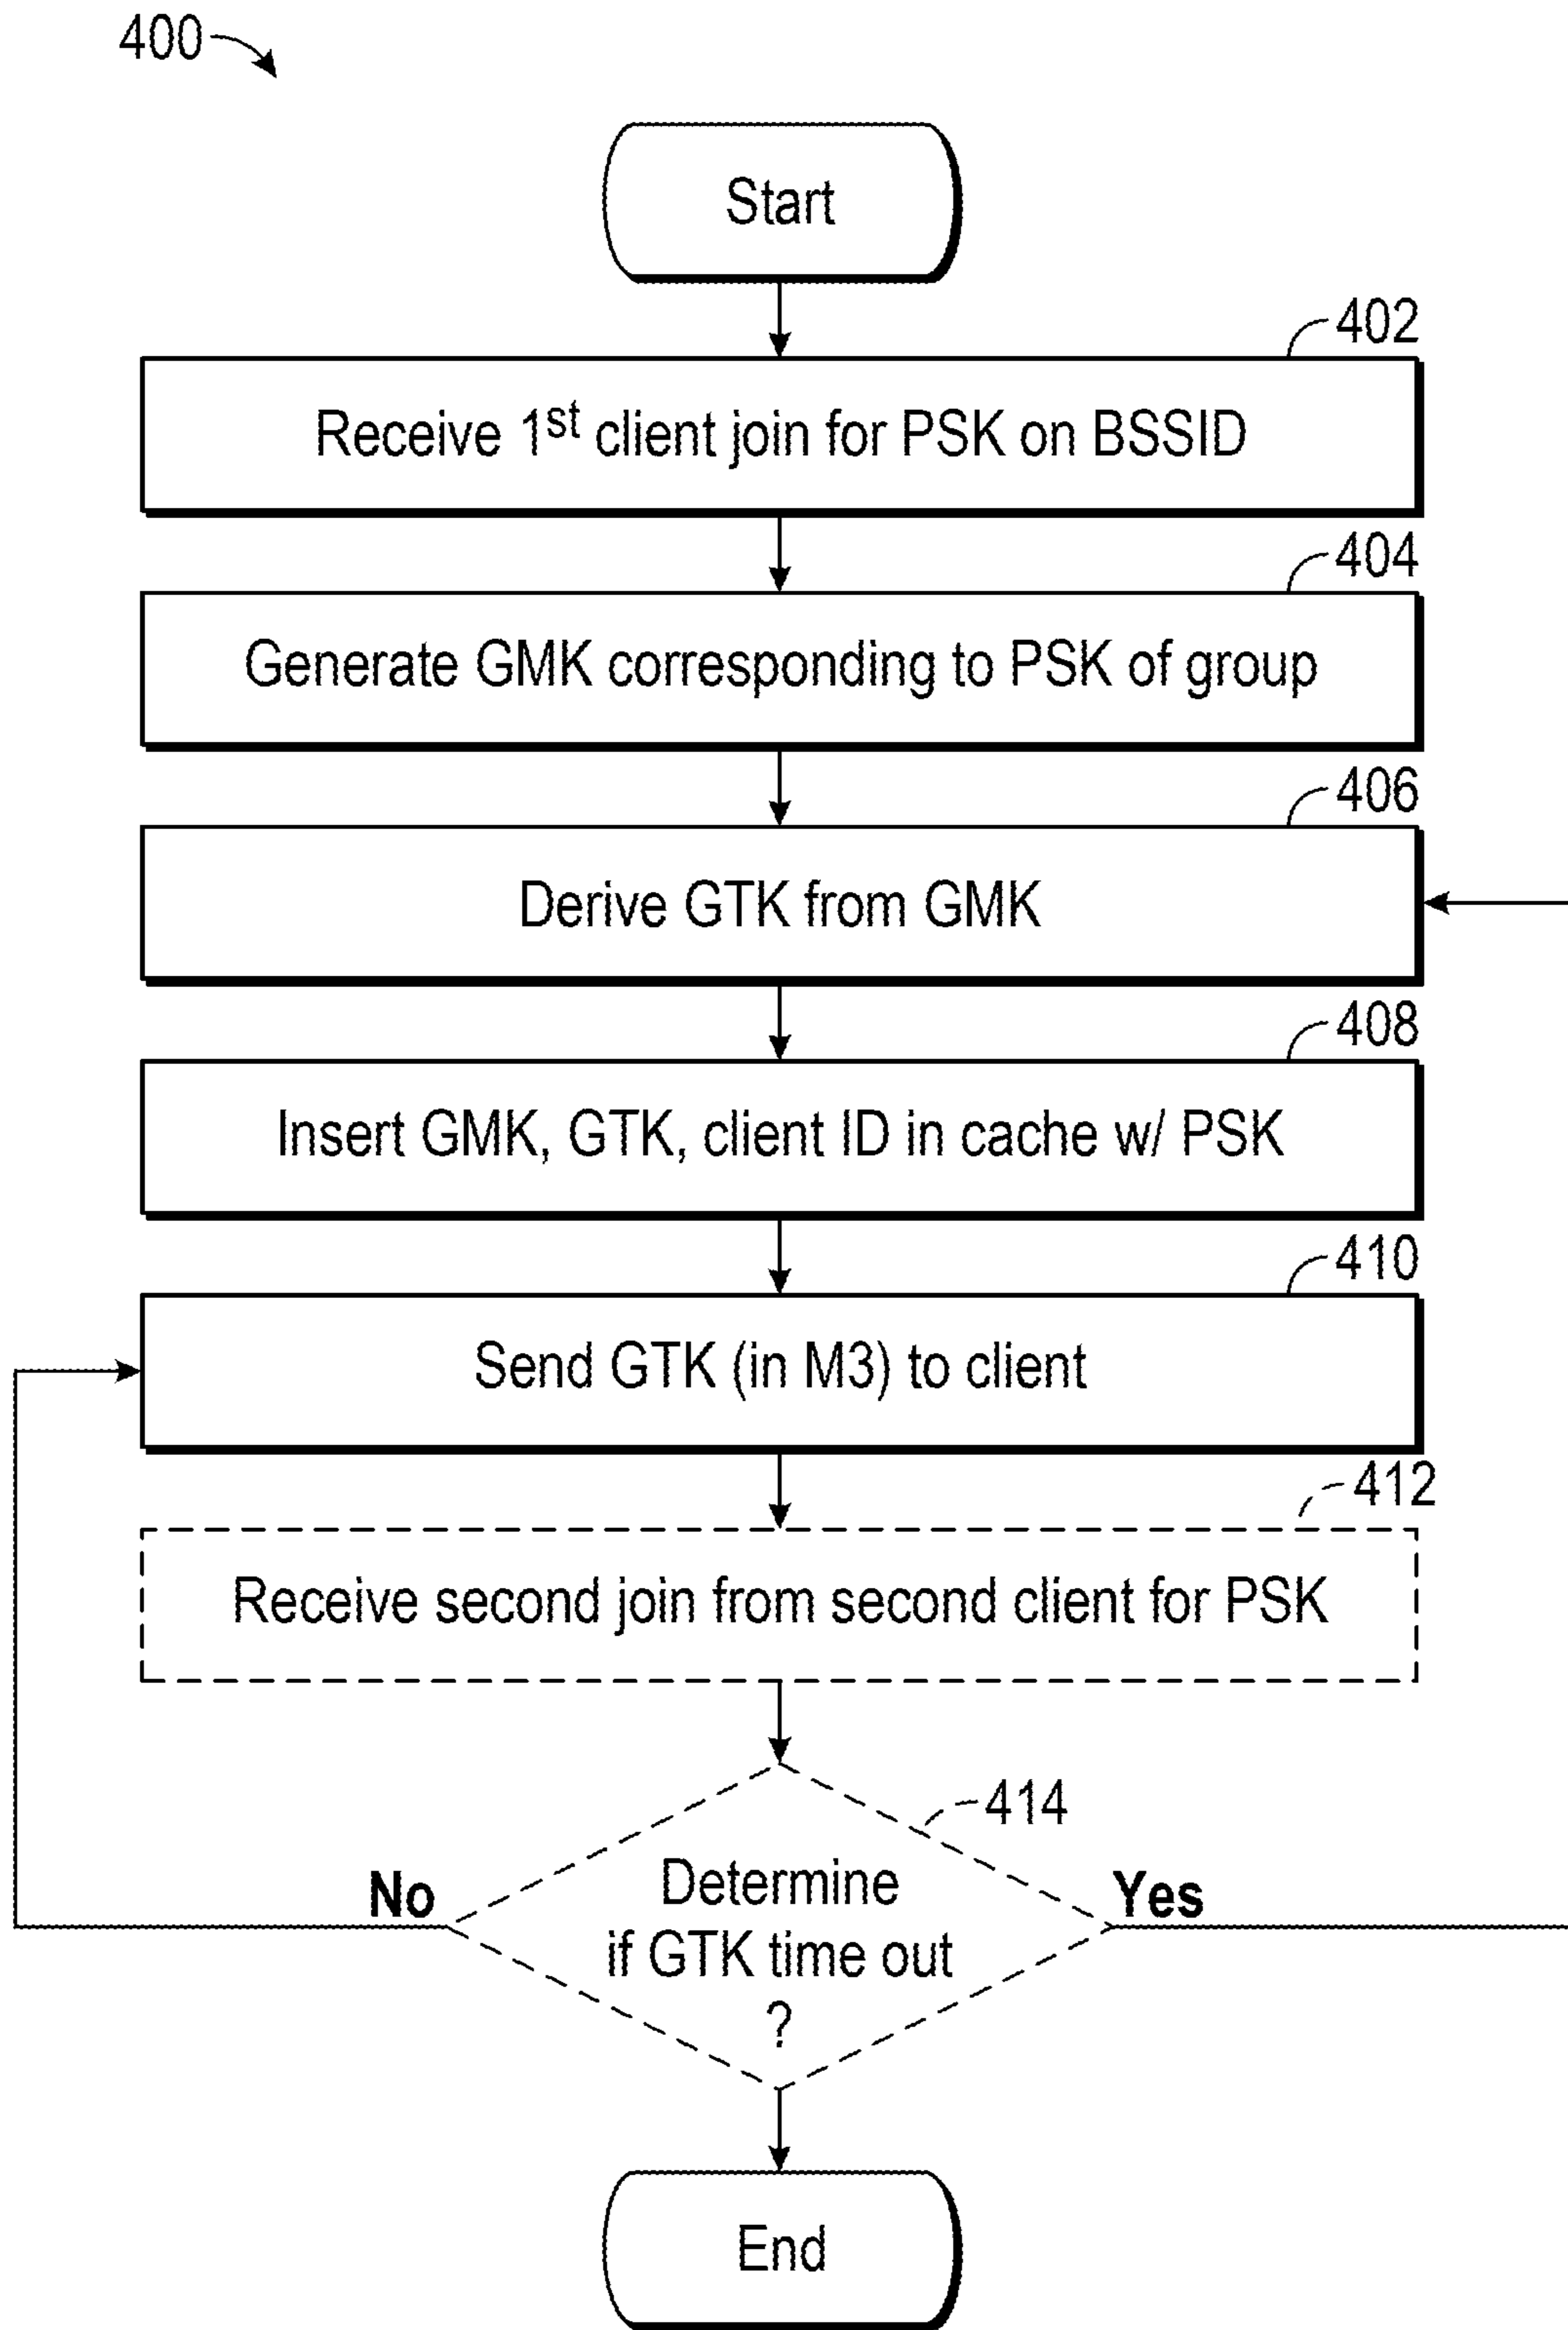 400
Start
402
Receive 1st client join for PSK on BSSID
404
Generate GMK corresponding to PSK of group
406
Derive GTK from GMK
408
Insert GMK, GTK, client ID in cache w/ PSK
410
Send GTK (in M3) to client
412
Receive second join from second client for PSK
414
No
Determine
if GTK time out
?
Yes
End